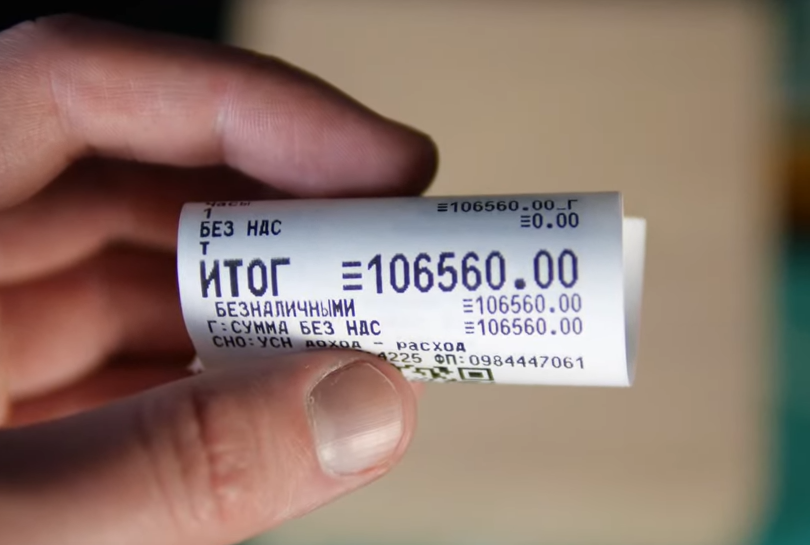 часы ≡106560.00_Г
1 ≡0.00
БЕЗ НДС
Т
ИТОГ ≡106560.00
БЕЗНАЛИЧНЫМИ ≡106560.00
Г:СУММА БЕЗ НДС ≡106560.00
СНО:УСН доход - расход
4225 ФП:0984447061